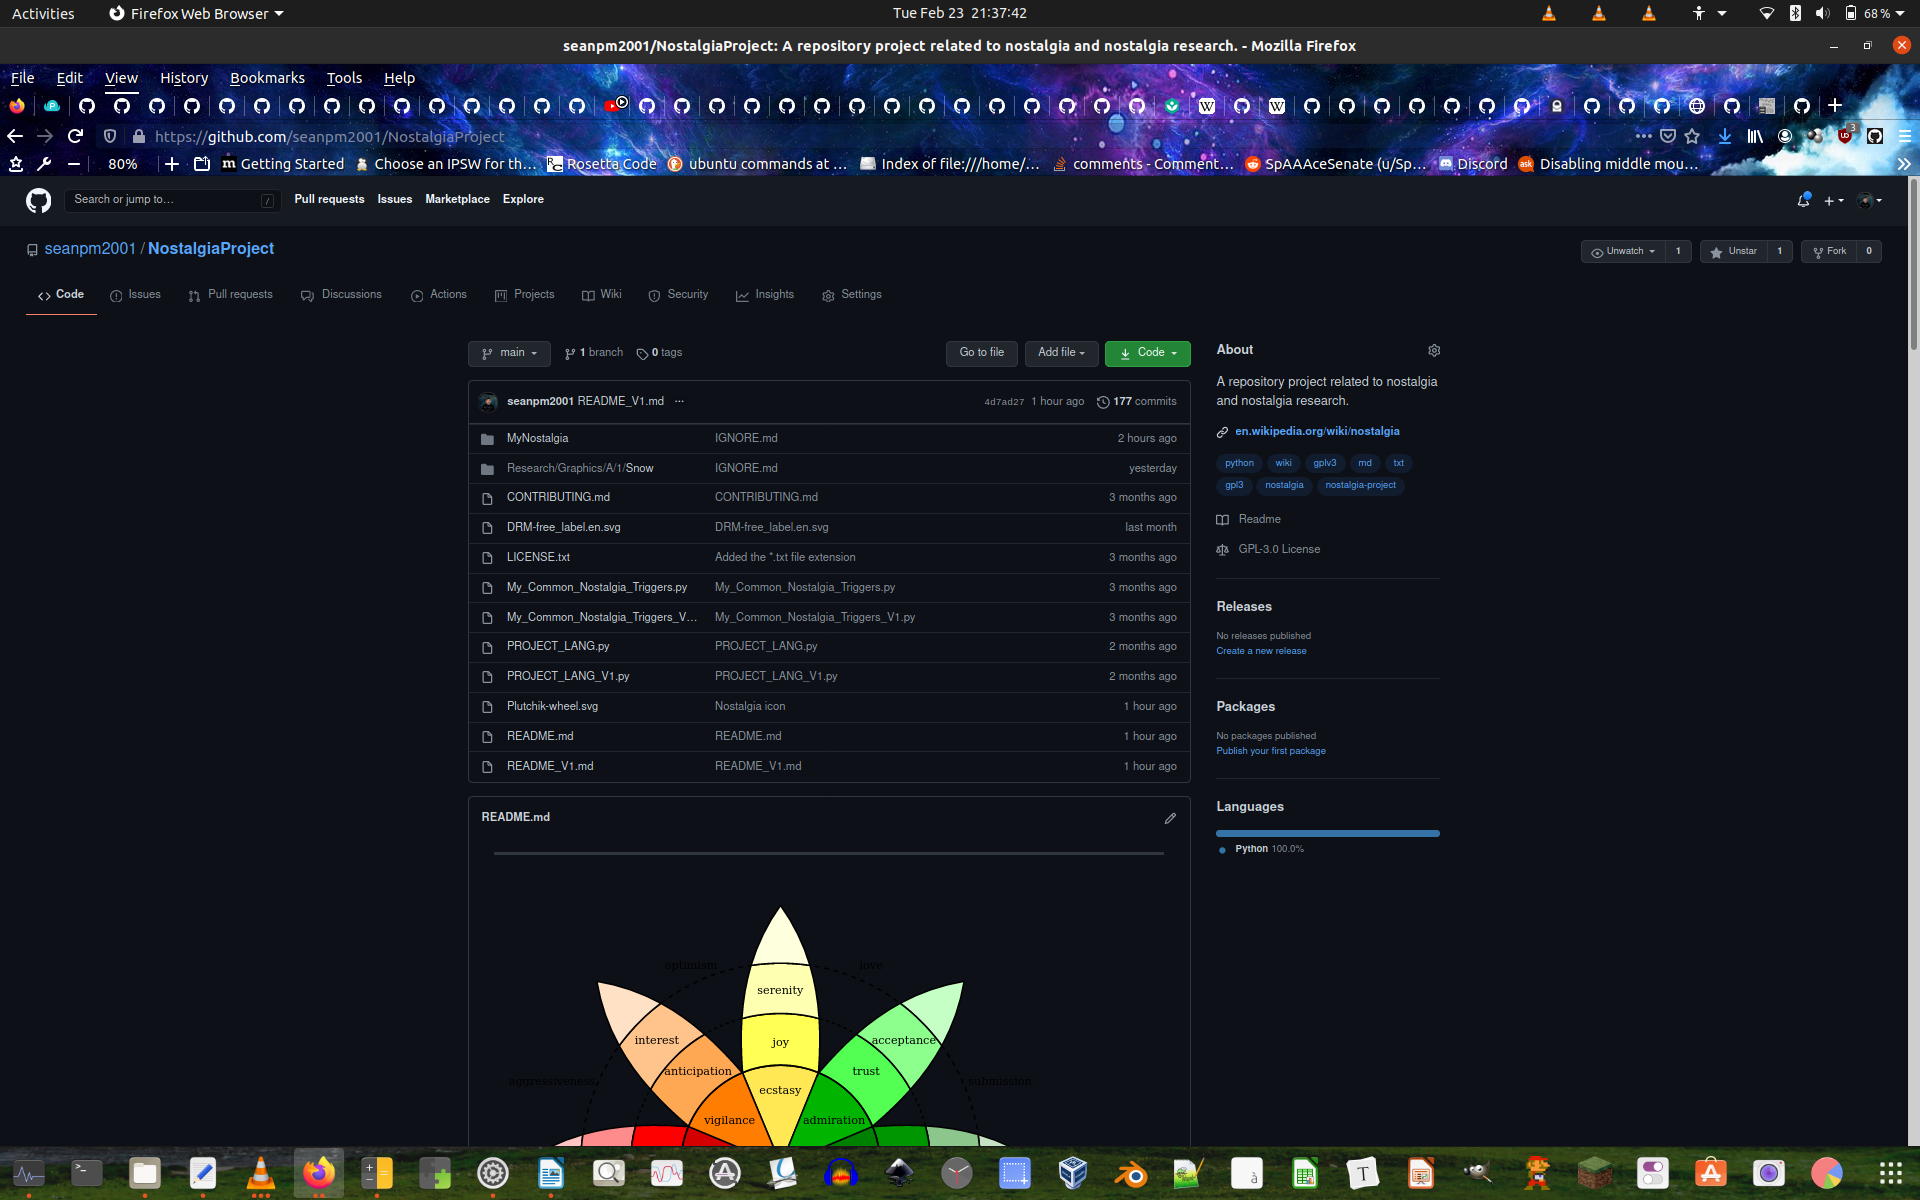 Activities Firefox Web Browser Tue Feb 23 21:37:42 68 %
seanpm2001/NostalgiaProject: A repository project related to nostalgia and nostalgia research. - Mozilla Firefox
File Edit View History Bookmarks Tools Help
https://github.com/seanpm2001/NostalgiaProject 3
80% Getting Started Choose an IPSW for th… Rosetta Code ubuntu commands at … Index of file:///home/… comments - Comment… SpAAAceSenate (u/Sp… Discord Disabling middle mou…
Search or jump to… / Pull requests Issues Marketplace Explore
seanpm2001 / NostalgiaProject Unwatch 1 Unstar 1 Fork 0
Code Issues Pull requests Discussions Actions Projects Wiki Security Insights Settings
main 1 branch 0 tags Go to file Add file Code
seanpm2001 README_V1.md ··· 4d7ad27 1 hour ago 177 commits
MyNostalgia IGNORE.md 2 hours ago
Research/Graphics/A/1/Snow IGNORE.md yesterday
CONTRIBUTING.md CONTRIBUTING.md 3 months ago
DRM-free_label.en.svg DRM-free_label.en.svg last month
LICENSE.txt Added the *.txt file extension 3 months ago
My_Common_Nostalgia_Triggers.py My_Common_Nostalgia_Triggers.py 3 months ago
My_Common_Nostalgia_Triggers_V… My_Common_Nostalgia_Triggers_V1.py 3 months ago
PROJECT_LANG.py PROJECT_LANG.py 2 months ago
PROJECT_LANG_V1.py PROJECT_LANG_V1.py 2 months ago
Plutchik-wheel.svg Nostalgia icon 1 hour ago
README.md README.md 1 hour ago
README_V1.md README_V1.md 1 hour ago
About
A repository project related to nostalgia
and nostalgia research.
en.wikipedia.org/wiki/nostalgia
python wiki gplv3 md txt
gpl3 nostalgia nostalgia-project
Readme
GPL-3.0 License
Releases
No releases published
Create a new release
Packages
No packages published
Publish your first package
Languages
Python 100.0%
README.md
optimism love
serenity
interest joy acceptance
anticipation trust
aggressiveness ecstasy submission
vigilance admiration